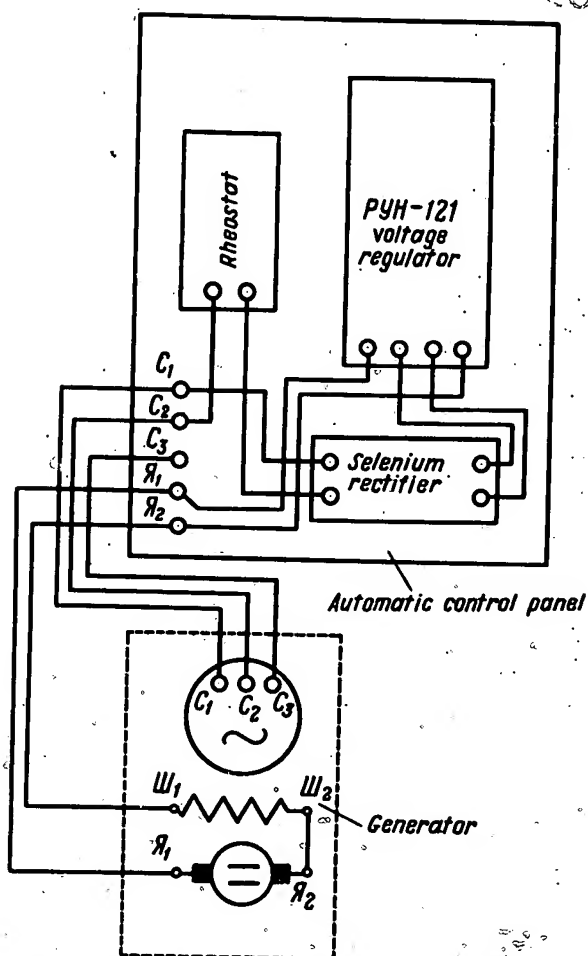 Rheostat
РУН-121
voltage
regulator
C₁
C₂
C₃
Я₁
Я₂
Selenium
rectifier
Automatic control panel
C₁ C₂ C₃
Ш₁ Ш₂
Generator
Я₁
Я₂